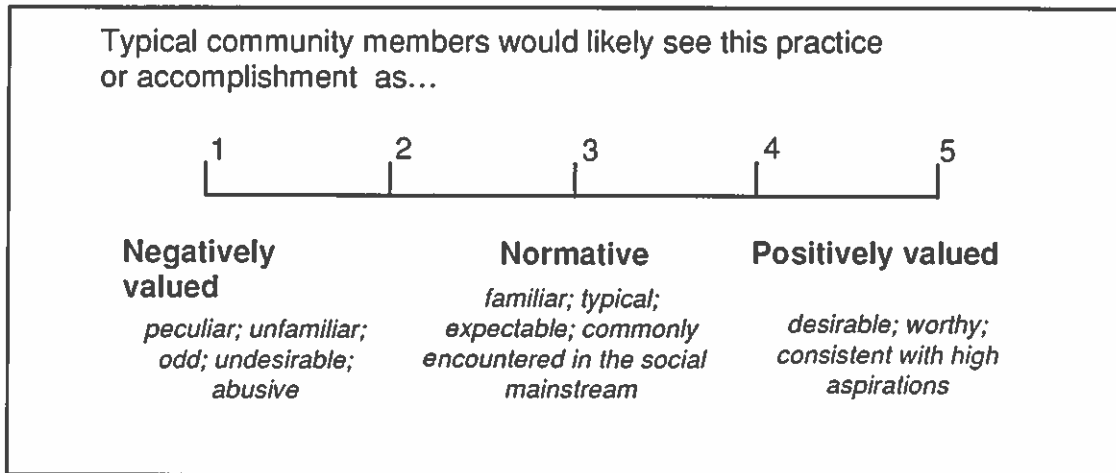 Typical community members would likely see this practice
or accomplishment as...
1 2 3 4 5
Negatively
valued
peculiar; unfamiliar;
odd; undesirable;
abusive
Normative
familiar; typical;
expectable; commonly
encountered in the social
mainstream
Positively valued
desirable; worthy;
consistent with high
aspirations